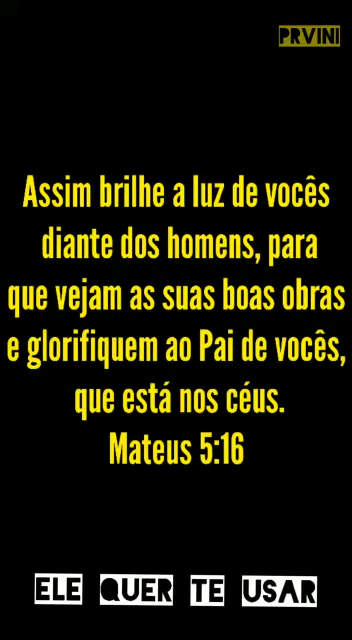 PRVINI
Assim brilhe a luz de vocês
diante dos homens, para
que vejam as suas boas obras
e glorifiquem ao Pai de vocês,
que está nos céus.
Mateus 5:16
ELE QUER TE USAR